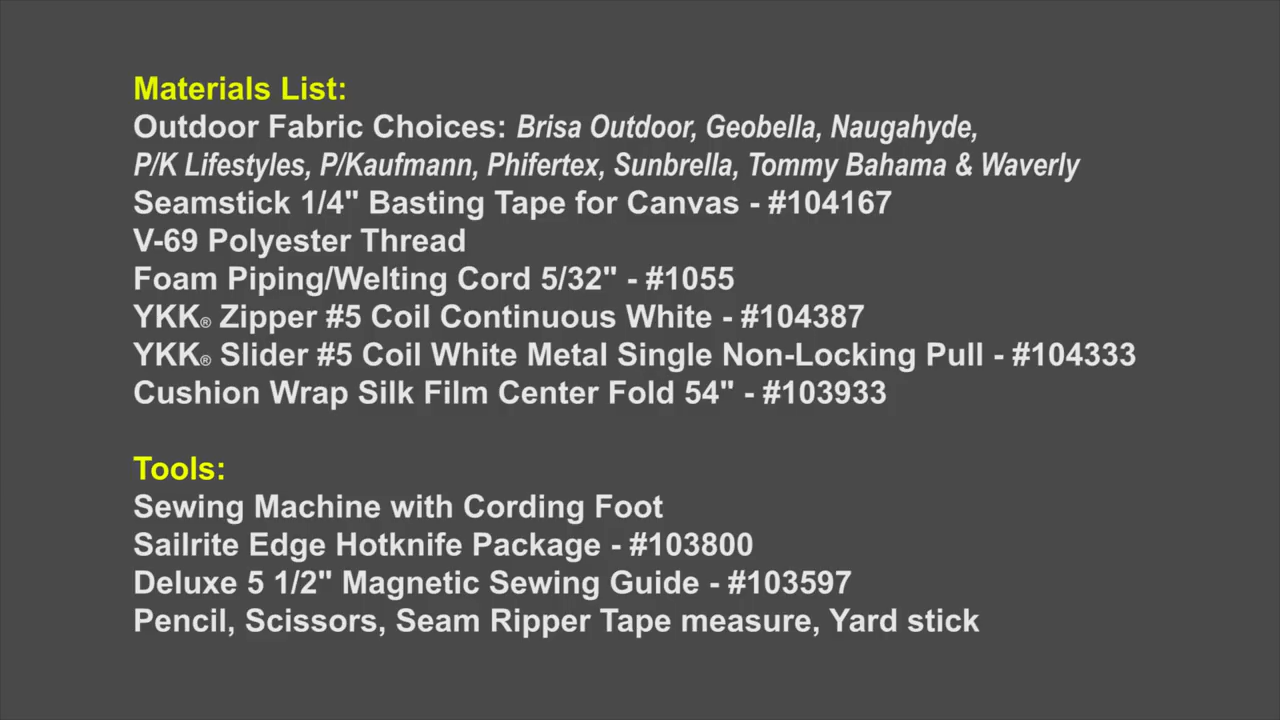 Materials List:
Outdoor Fabric Choices: Brisa Outdoor, Geobella, Naugahyde,
P/K Lifestyles, P/Kaufmann, Phifertex, Sunbrella, Tommy Bahama & Waverly
Seamstick 1/4" Basting Tape for Canvas - #104167
V-69 Polyester Thread
Foam Piping/Welting Cord 5/32" - #1055
YKK® Zipper #5 Coil Continuous White - #104387
YKK® Slider #5 Coil White Metal Single Non-Locking Pull - #104333
Cushion Wrap Silk Film Center Fold 54" - #103933
Tools:
Sewing Machine with Cording Foot
Sailrite Edge Hotknife Package - #103800
Deluxe 5 1/2" Magnetic Sewing Guide - #103597
Pencil, Scissors, Seam Ripper Tape measure, Yard stick